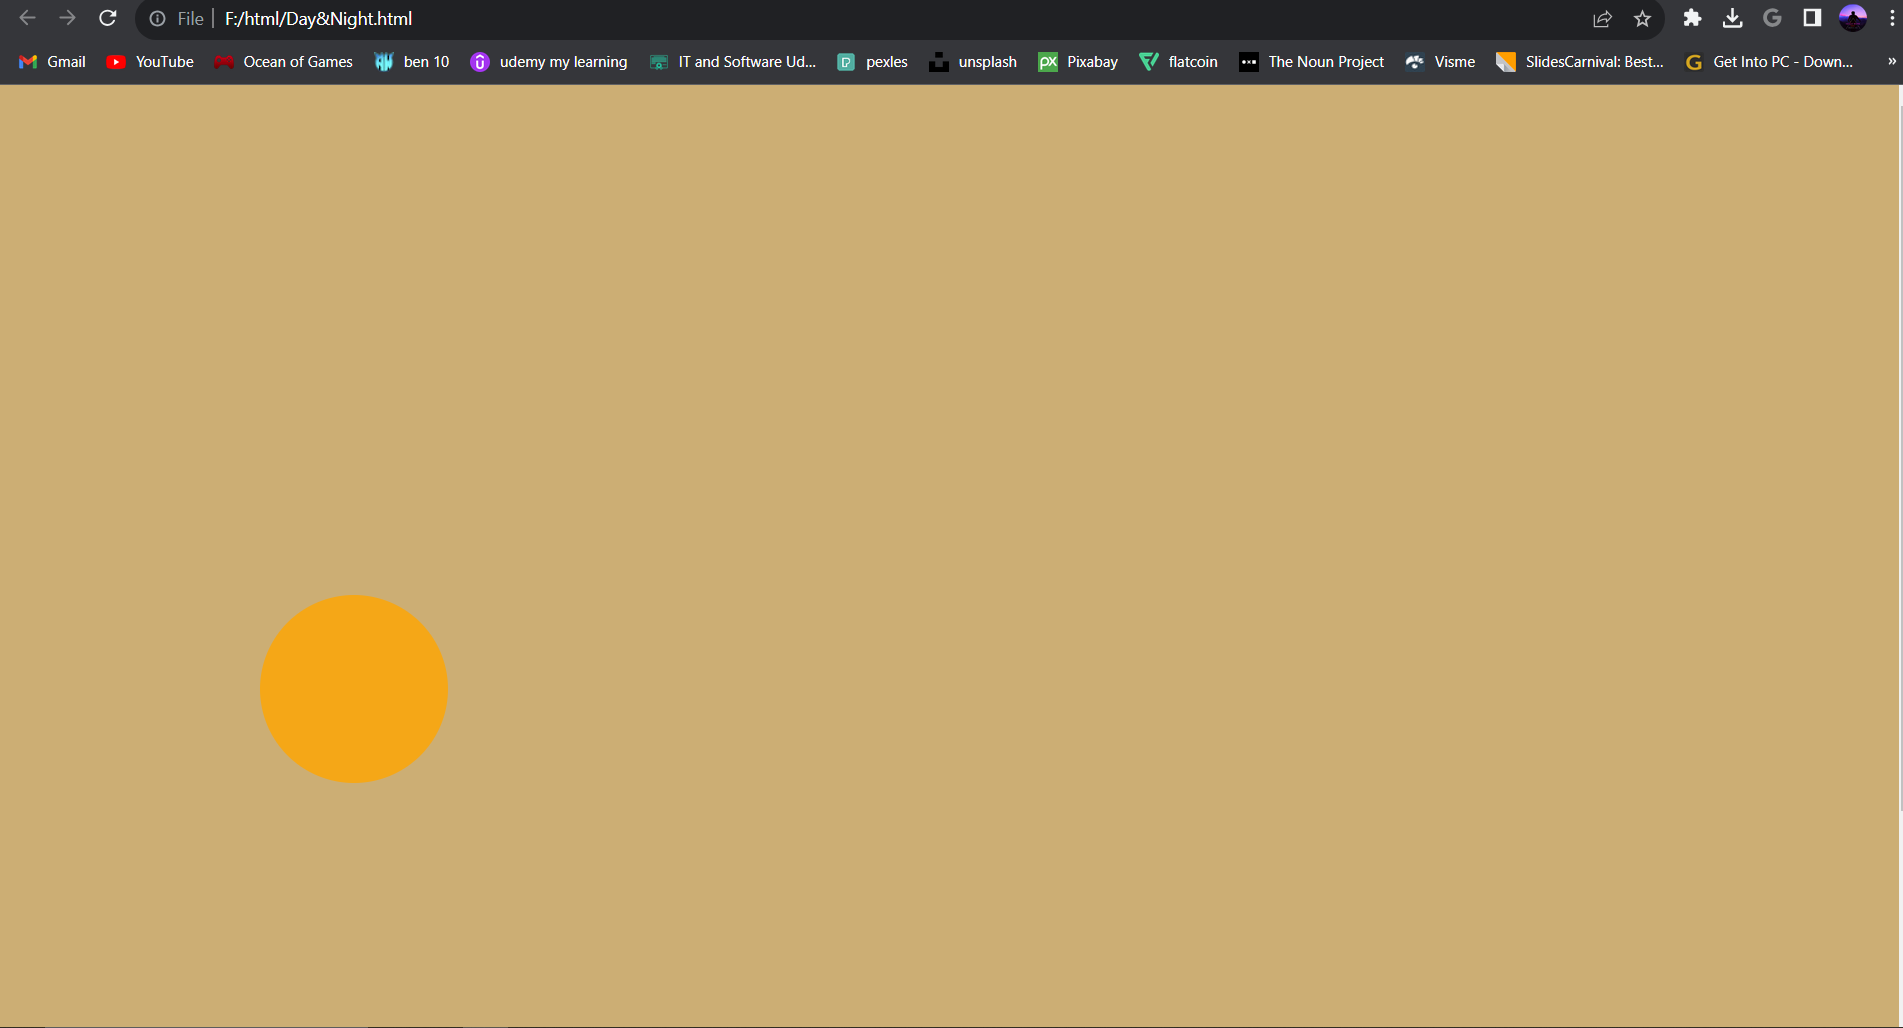 File F:/html/Day&Night.html
G
Gmail YouTube Ocean of Games ben 10 udemy my learning IT and Software Ud... pexles unsplash px Pixabay flatcoin The Noun Project Visme SlidesCarnival: Best... G Get Into PC - Down... »